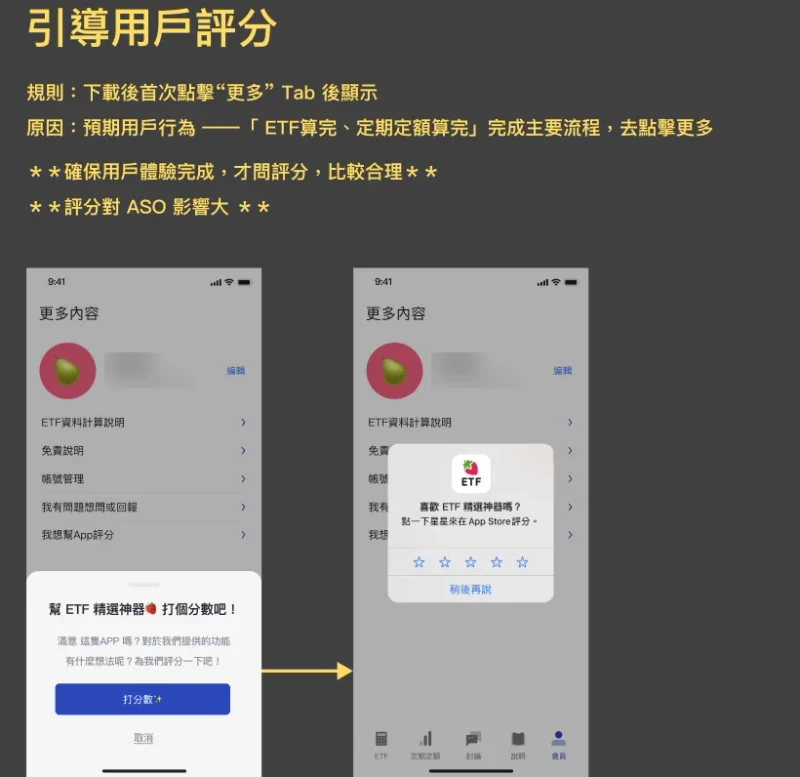 引導用戶評分
規則：下載後首次點擊“更多” Tab 後顯示
原因：預期用戶行為 ——「 ETF算完、定期定額算完」完成主要流程，去點擊更多
＊＊確保用戶體驗完成，才問評分，比較合理＊＊
＊＊評分對 ASO 影響大 ＊＊
9:41
更多內容
編輯
ETF資料計算說明
免責說明
帳號管理
我有問題想問或回報
我想幫App評分
幫 ETF 精選神器🍓 打個分數吧！
滿意 這隻APP 嗎？對於我們提供的功能
有什麼想法呢？為我們評分一下吧！
打分數✨
取消
9:41
更多內容
編輯
ETF資料計算說明
免責
帳號
我有
我想
ETF
喜歡 ETF 精選神器嗎？
點一下星星來在 App Store 評分。
稍後再說
ETF
定期定額
討論
說明
會員